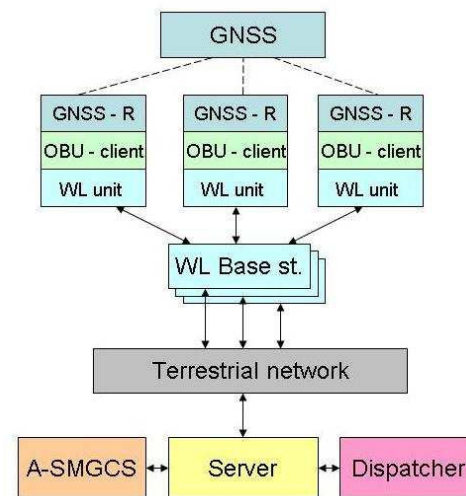 GNSS
GNSS - R
GNSS - R
GNSS - R
OBU - client
OBU - client
OBU - client
WL unit
WL unit
WL unit
WL Base st.
Terrestrial network
A-SMGCS
Server
Dispatcher